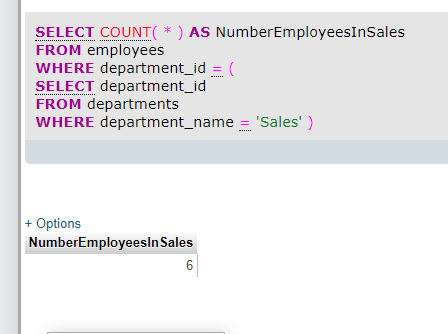 SELECT COUNT( * ) AS NumberEmployeesInSales
FROM employees
WHERE department_id = (
SELECT department_id
FROM departments
WHERE department_name = 'Sales' )
+ Options
NumberEmployeesInSales
6